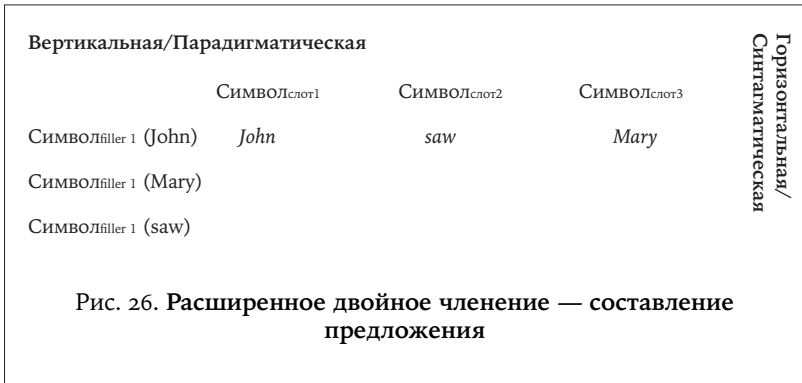 Вертикальная/Парадигматическая
Горизонтальная/
Синтагматическая
Символслот1 Символслот2 Символслот3
Символfiller 1 (John) John saw Mary
Символfiller 1 (Mary)
Символfiller 1 (saw)
Рис. 26. Расширенное двойное членение — составление
предложения